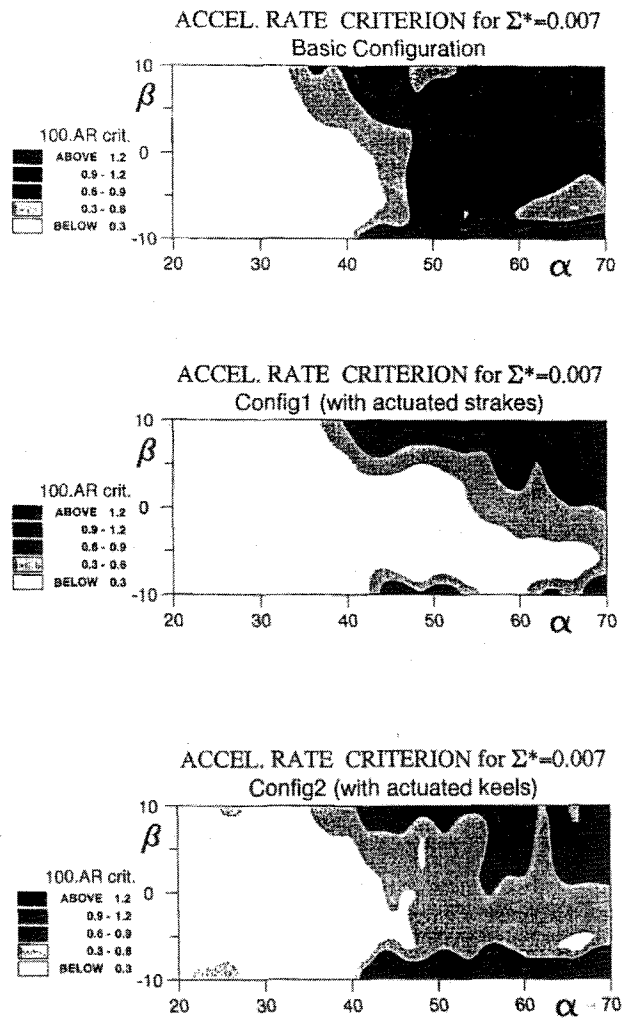 ACCEL. RATE CRITERION for Σ*=0.007
Basic Configuration
10
β
100.AR crit.
0
ABOVE 1.2
0.9 - 1.2
0.6 - 0.9
0.3 - 0.6
BELOW 0.3
-10
20 30 40 50 60 α 70
ACCEL. RATE CRITERION for Σ*=0.007
Config1 (with actuated strakes)
10
β
100.AR crit.
0
ABOVE 1.2
0.9 - 1.2
0.6 - 0.9
0.3 - 0.6
BELOW 0.3
-10
20 30 40 50 60 α 70
ACCEL. RATE CRITERION for Σ*=0.007
Config2 (with actuated keels)
10
β
100.AR crit.
0
ABOVE 1.2
0.9 - 1.2
0.6 - 0.9
0.3 - 0.6
BELOW 0.3
-10
20 30 40 50 60 α 70